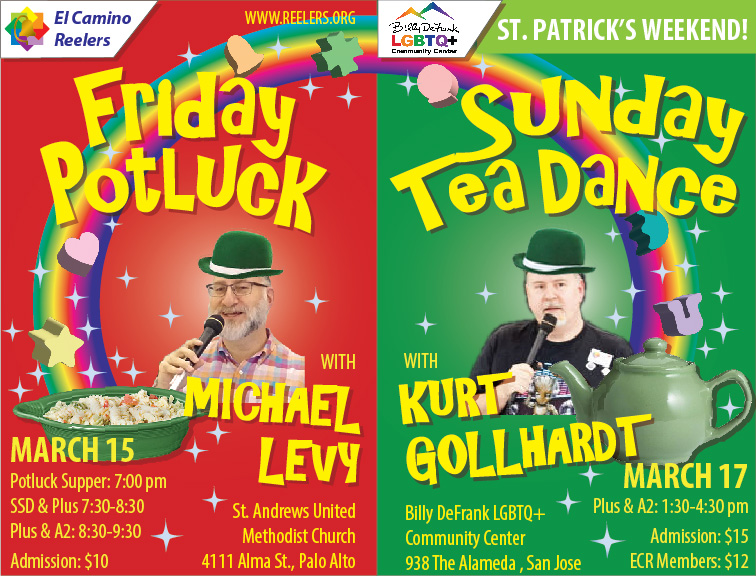 El Camino
Reelers
WWW.REELERS.ORG
Billy DeFrank
LGBTQ+
Community Center
ST. PATRICK'S WEEKEND!
Friday
Potluck
WITH
MICHAEL
LEVY
MARCH 15
Potluck Supper: 7:00 pm
SSD & Plus 7:30-8:30
Plus & A2: 8:30-9:30
Admission: $10
St. Andrews United
Methodist Church
4111 Alma St., Palo Alto
Sunday
Tea Dance
WITH
KURT
GOLLHARDT
Billy DeFrank LGBTQ+
Community Center
938 The Alameda , San Jose
MARCH 17
Plus & A2: 1:30-4:30 pm
Admission: $15
ECR Members: $12